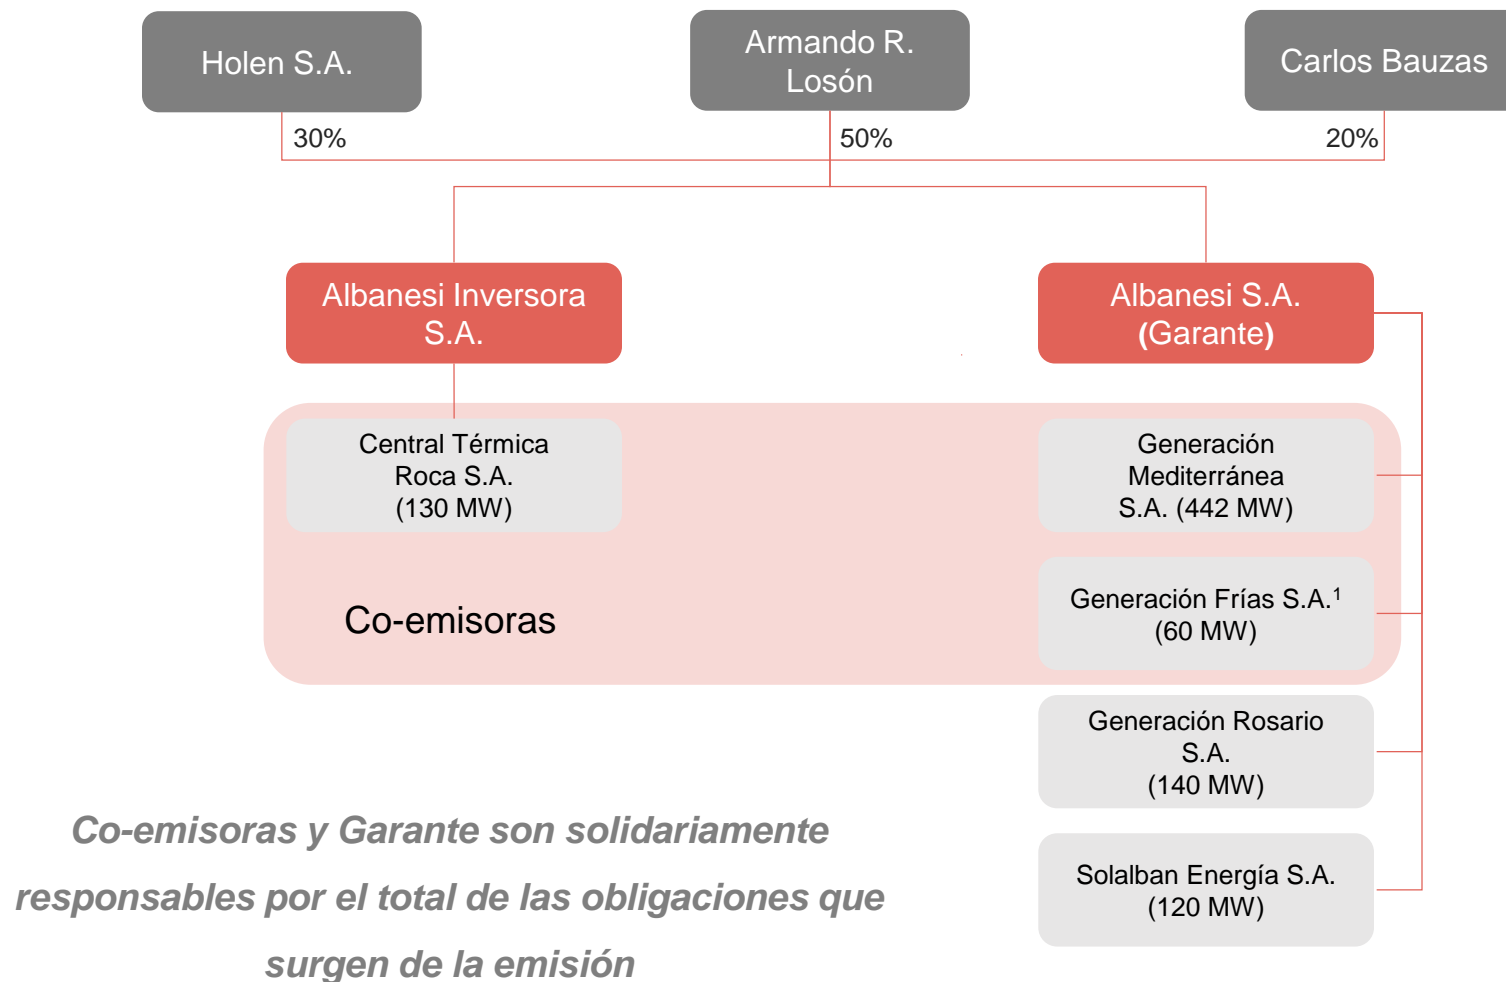 Holen S.A.
Armando R.
Losón
Carlos Bauzas
30%
50%
20%
Albanesi Inversora
S.A.
Albanesi S.A.
(Garante)
Central Térmica
Roca S.A.
(130 MW)
Generación
Mediterránea
S.A. (442 MW)
Co-emisoras
Generación Frías S.A.¹
(60 MW)
Generación Rosario
S.A.
(140 MW)
Solalban Energía S.A.
(120 MW)
Co-emisoras y Garante son solidariamente
responsables por el total de las obligaciones que
surgen de la emisión